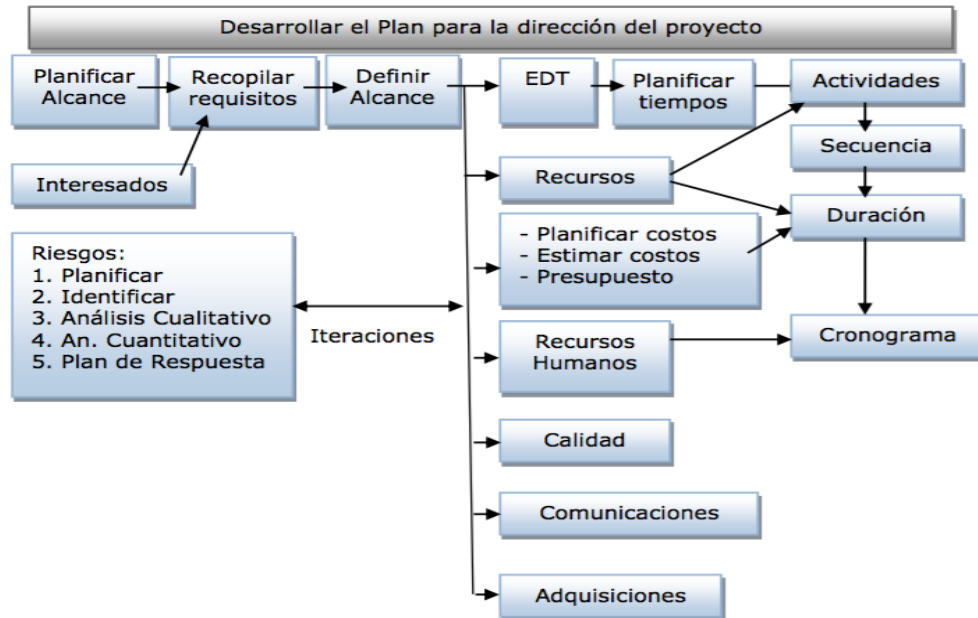 Desarrollar el Plan para la dirección del proyecto
Planificar
Alcance
Recopilar
requisitos
Definir
Alcance
EDT
Planificar
tiempos
Actividades
Interesados
Recursos
Secuencia
Duración
- Planificar costos
- Estimar costos
- Presupuesto
Riesgos:
1. Planificar
2. Identificar
3. Análisis Cualitativo
4. An. Cuantitativo
5. Plan de Respuesta
Iteraciones
Recursos
Humanos
Cronograma
Calidad
Comunicaciones
Adquisiciones